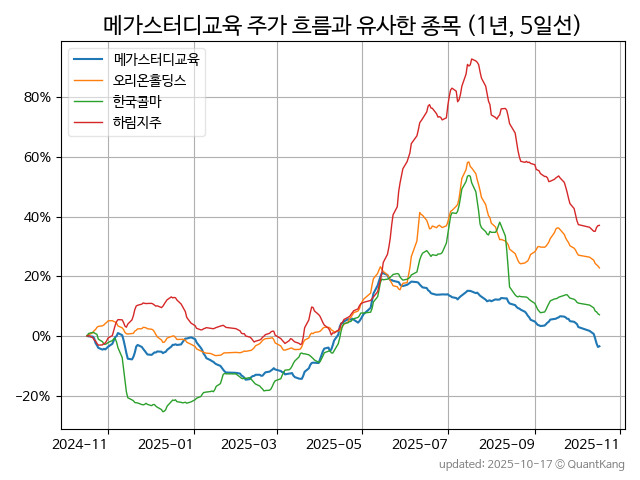 메가스터디교육 주가 흐름과 유사한 종목 (1년, 5일선)
메가스터디교육
오리온홀딩스
한국콜마
하림지주
80%
60%
40%
20%
0%
−20%
2024−11
2025−01
2025−03
2025−05
2025−07
2025−09
2025−11
updated: 2025-10-17 © QuantKang